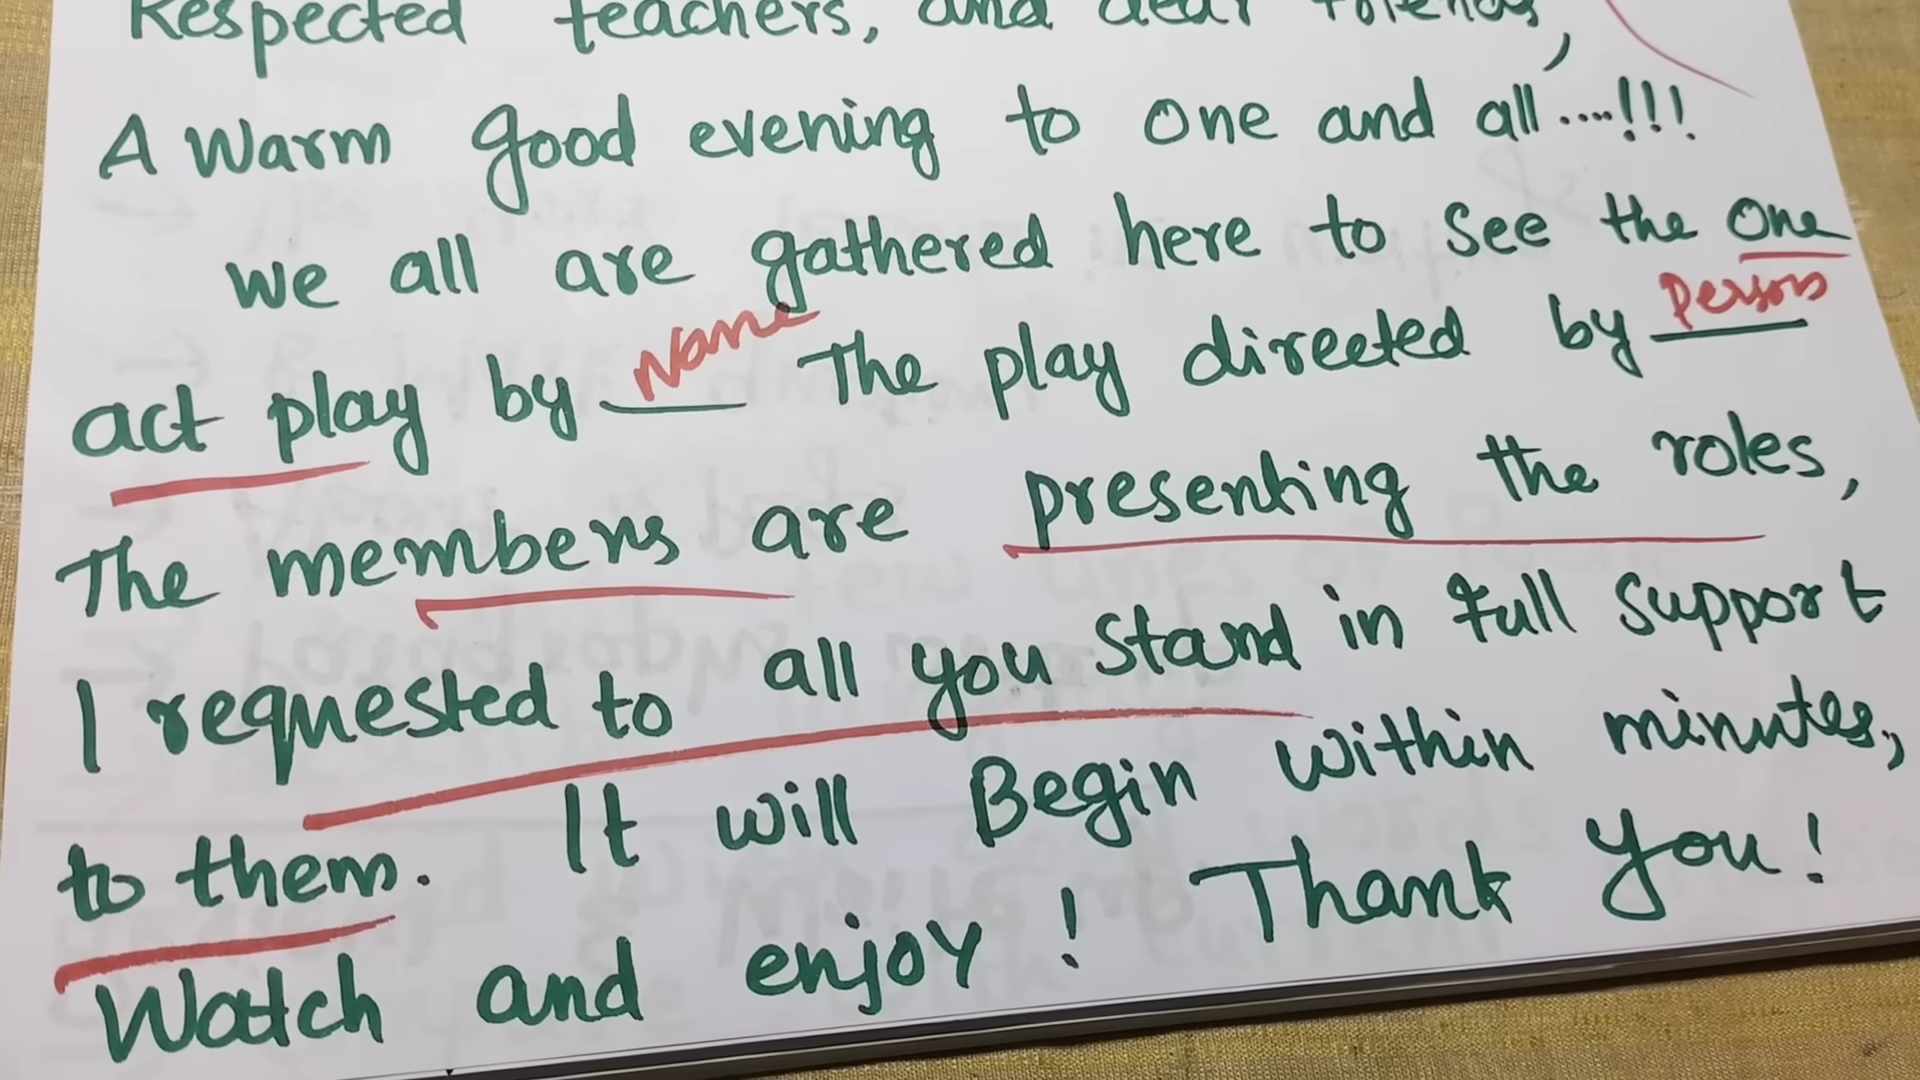 Respected teachers, and dear friends,
A Warm good evening to one and all....!!!
we all are gathered here to see the one
act play by Name The play directed by Person
The members are presenting the roles,
I requested to all you stand in full support
to them. It will Begin within minutes,
Watch and enjoy! Thank you!